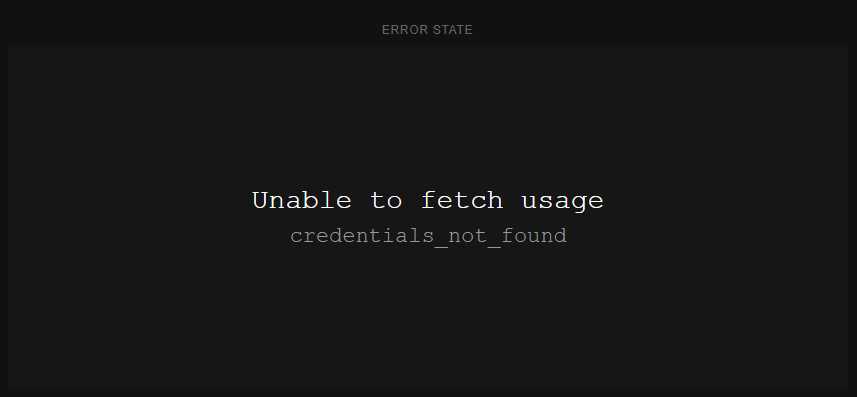 ERROR STATE
Unable to fetch usage
credentials_not_found